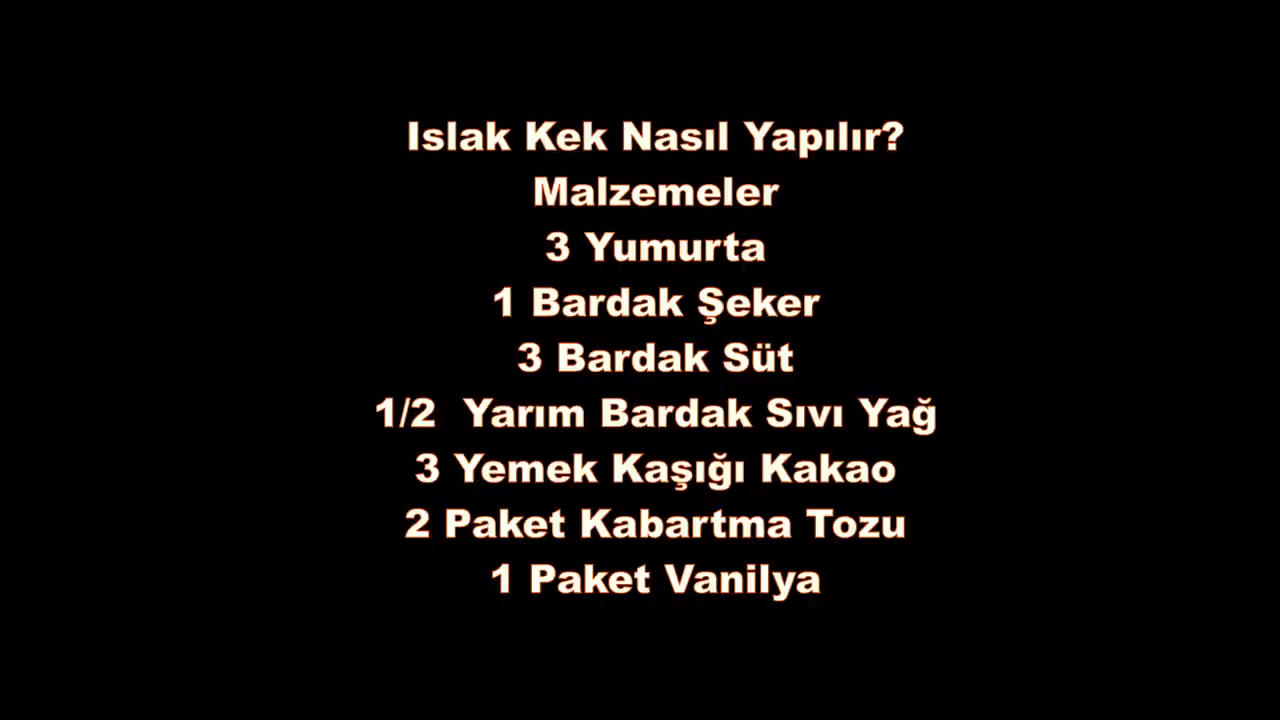 Islak Kek Nasıl Yapılır?
Malzemeler
3 Yumurta
1 Bardak Şeker
3 Bardak Süt
1/2  Yarım Bardak Sıvı Yağ
3 Yemek Kaşığı Kakao
2 Paket Kabartma Tozu
1 Paket Vanilya